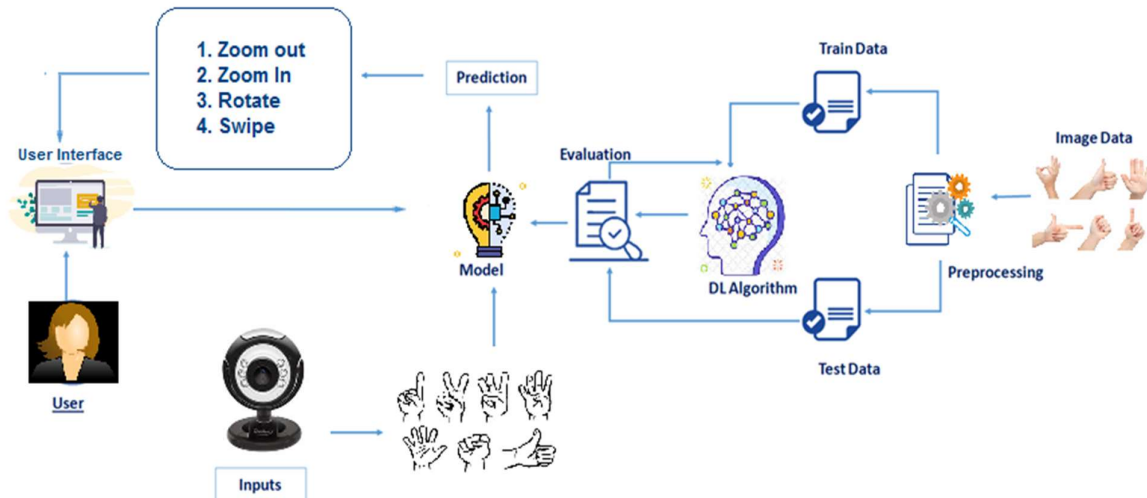 1. Zoom out
2. Zoom In
3. Rotate
4. Swipe
Prediction
Train Data
User Interface
Evaluation
Image Data
Model
DL Algorithm
Preprocessing
User
Test Data
Inputs